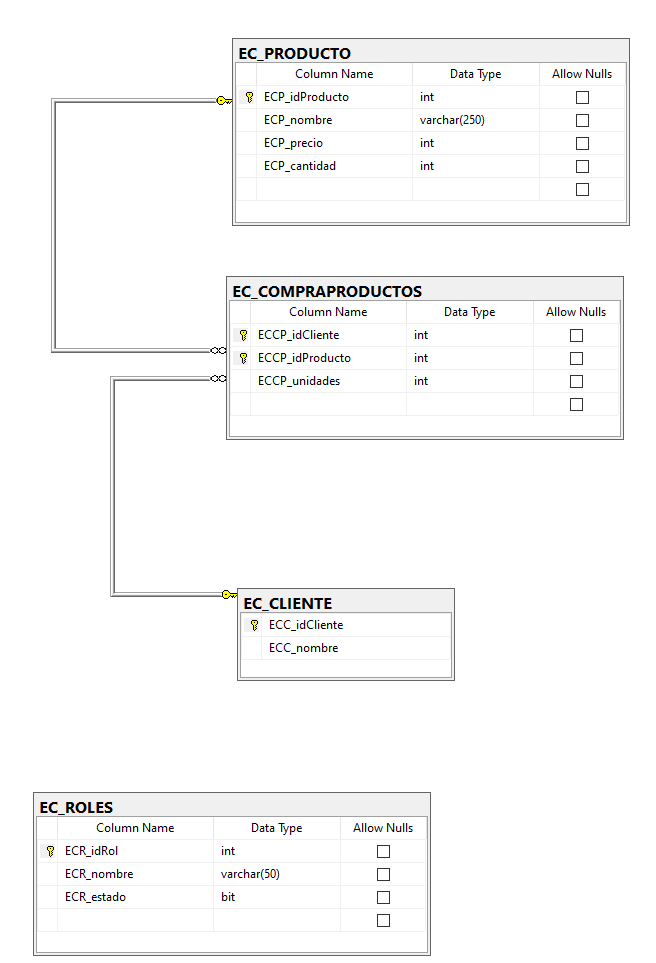 EC_PRODUCTO
Column Name Data Type Allow Nulls
ECP_idProducto int
ECP_nombre varchar(250)
ECP_precio int
ECP_cantidad int
EC_COMPRAPRODUCTOS
Column Name Data Type Allow Nulls
ECCP_idCliente int
ECCP_idProducto int
ECCP_unidades int
EC_CLIENTE
ECC_idCliente
ECC_nombre
EC_ROLES
Column Name Data Type Allow Nulls
ECR_idRol int
ECR_nombre varchar(50)
ECR_estado bit